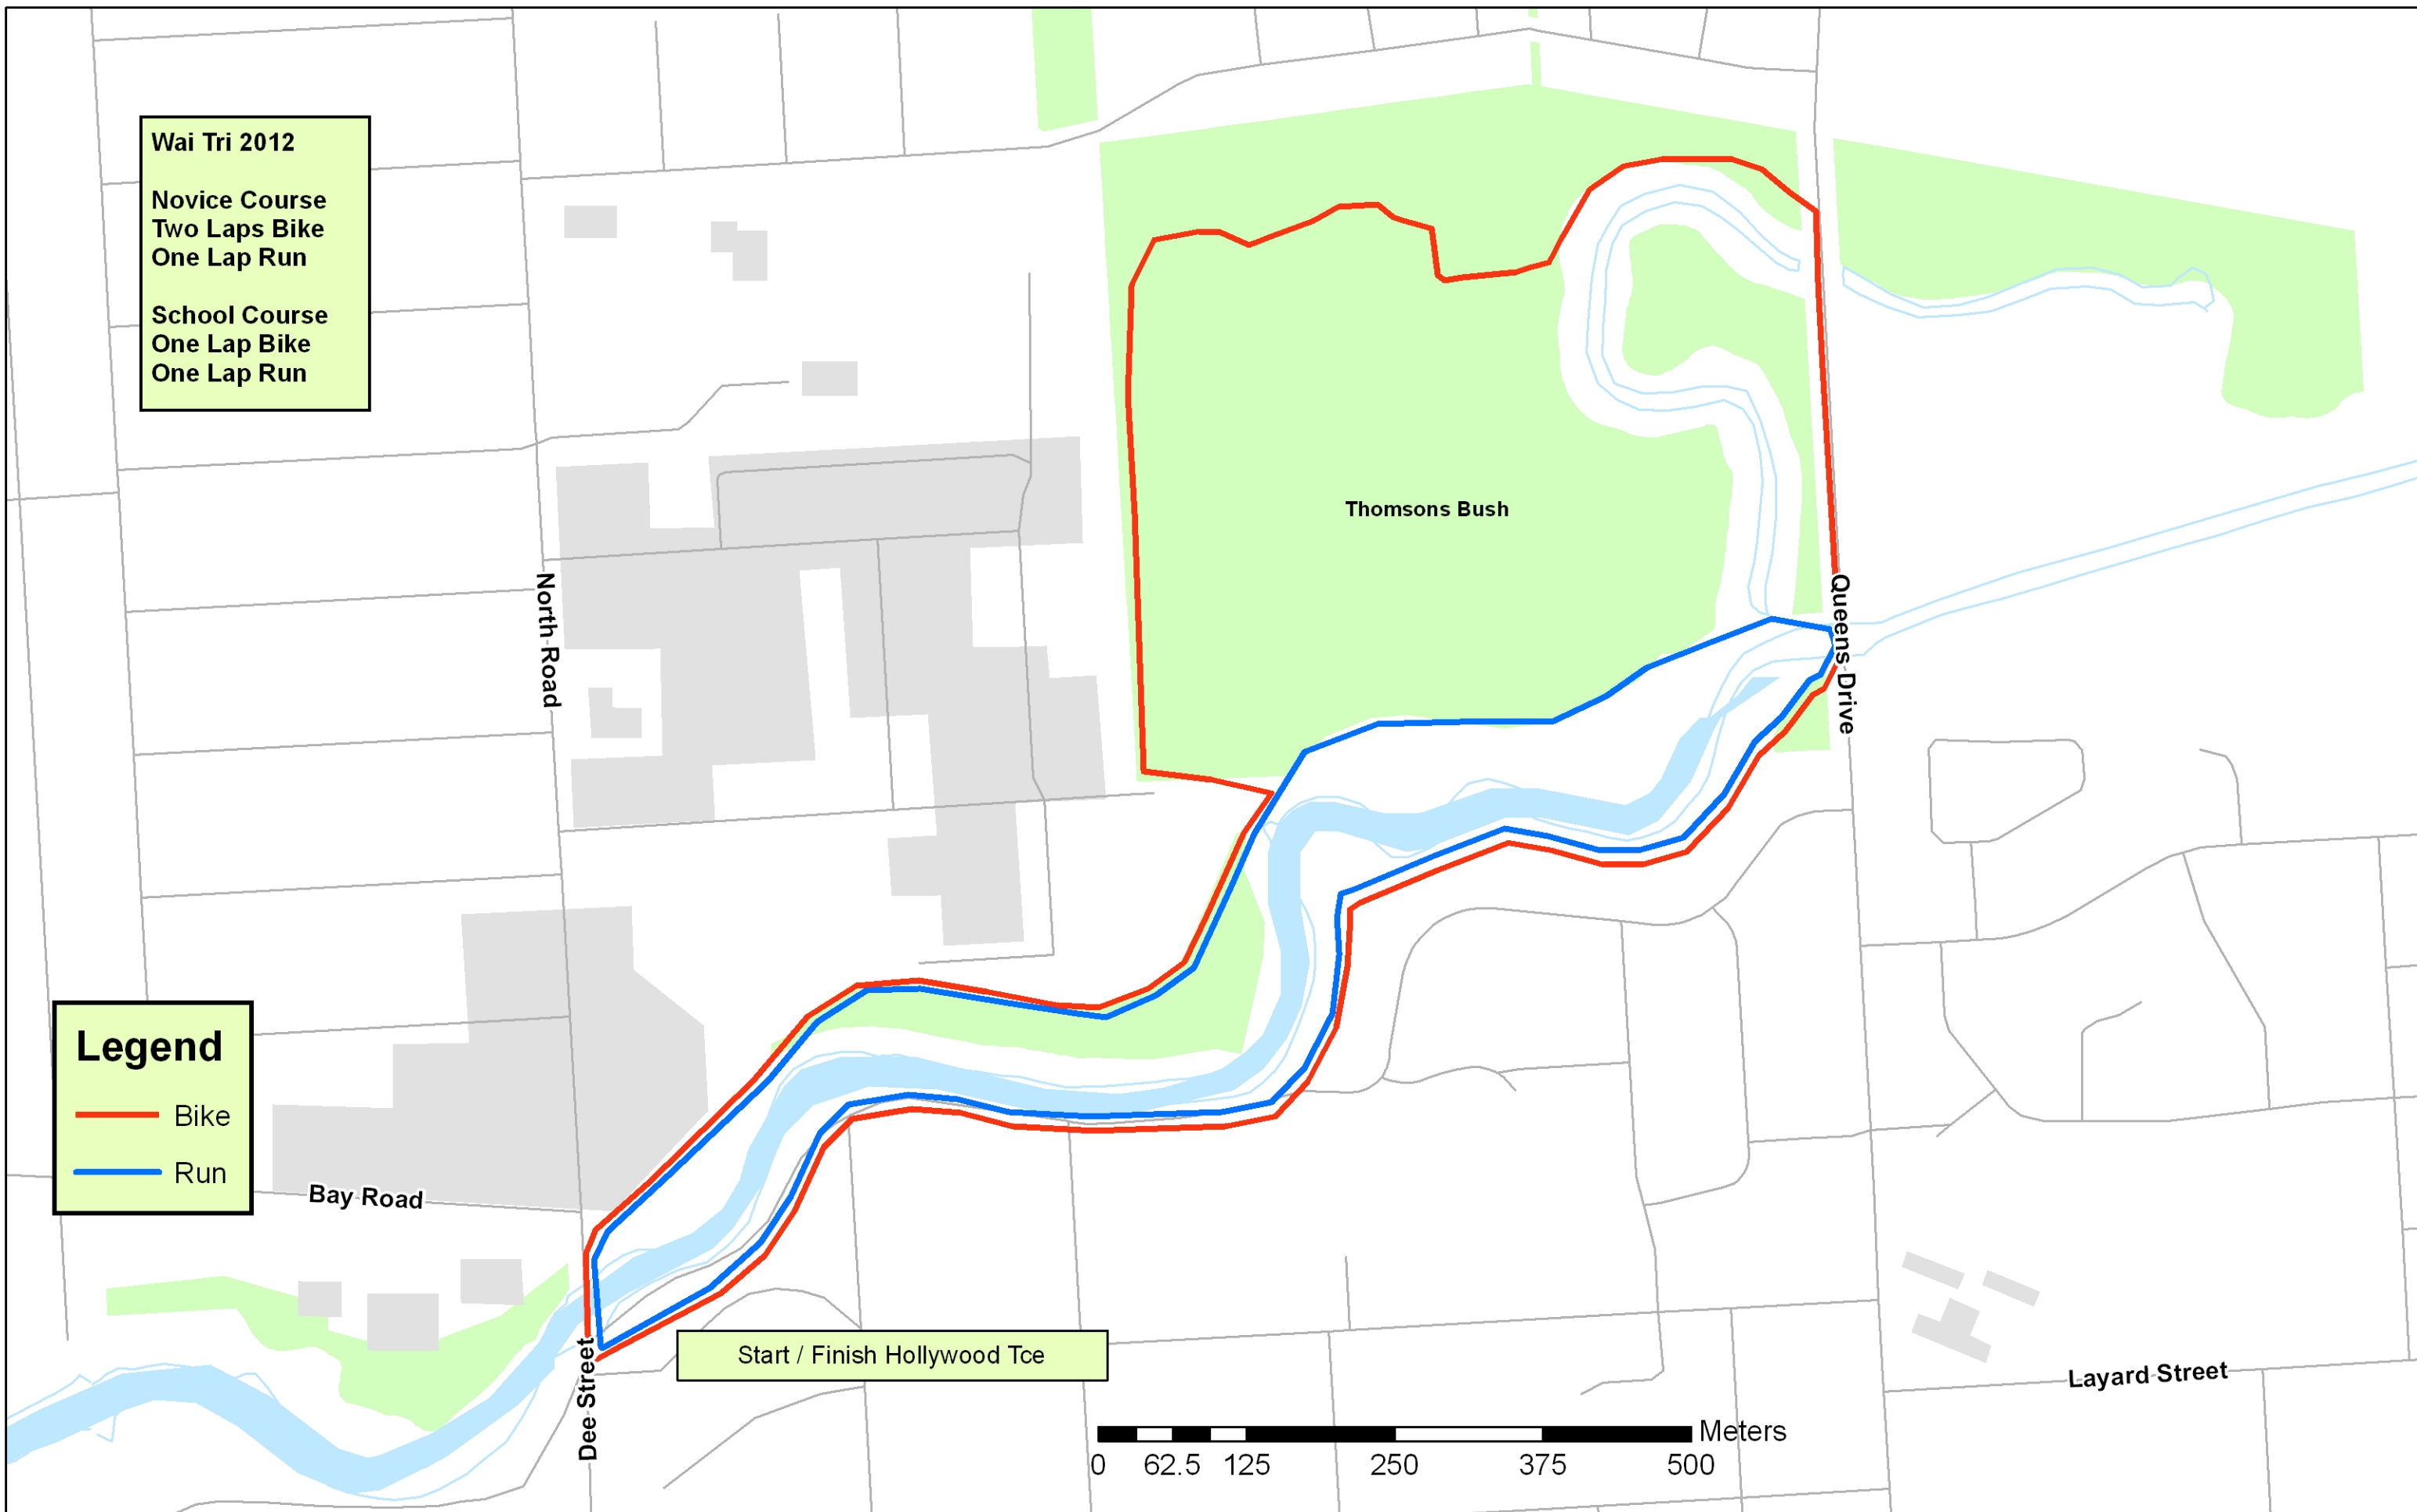 Wai Tri 2012
Novice Course
Two Laps Bike
One Lap Run
School Course
One Lap Bike
One Lap Run
Thomsons Bush
North Road
Queens Drive
Legend
Bike
Run
Bay Road
Start / Finish Hollywood Tce
Dee Street
Layard Street
Meters
0 62.5 125 250 375 500